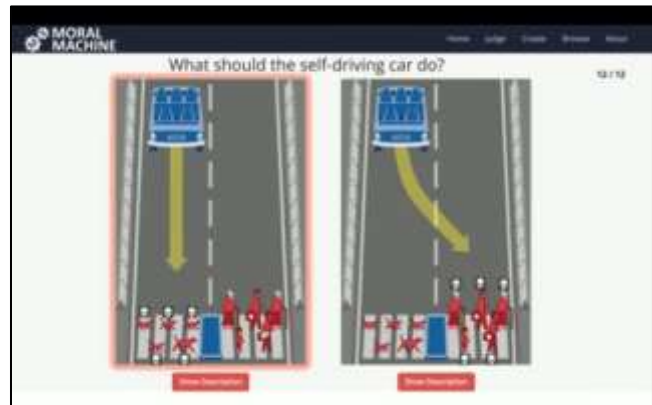 MORAL
MACHINE
Home Judge Create Browse About
What should the self-driving car do?
12 / 13
Show Description
Show Description